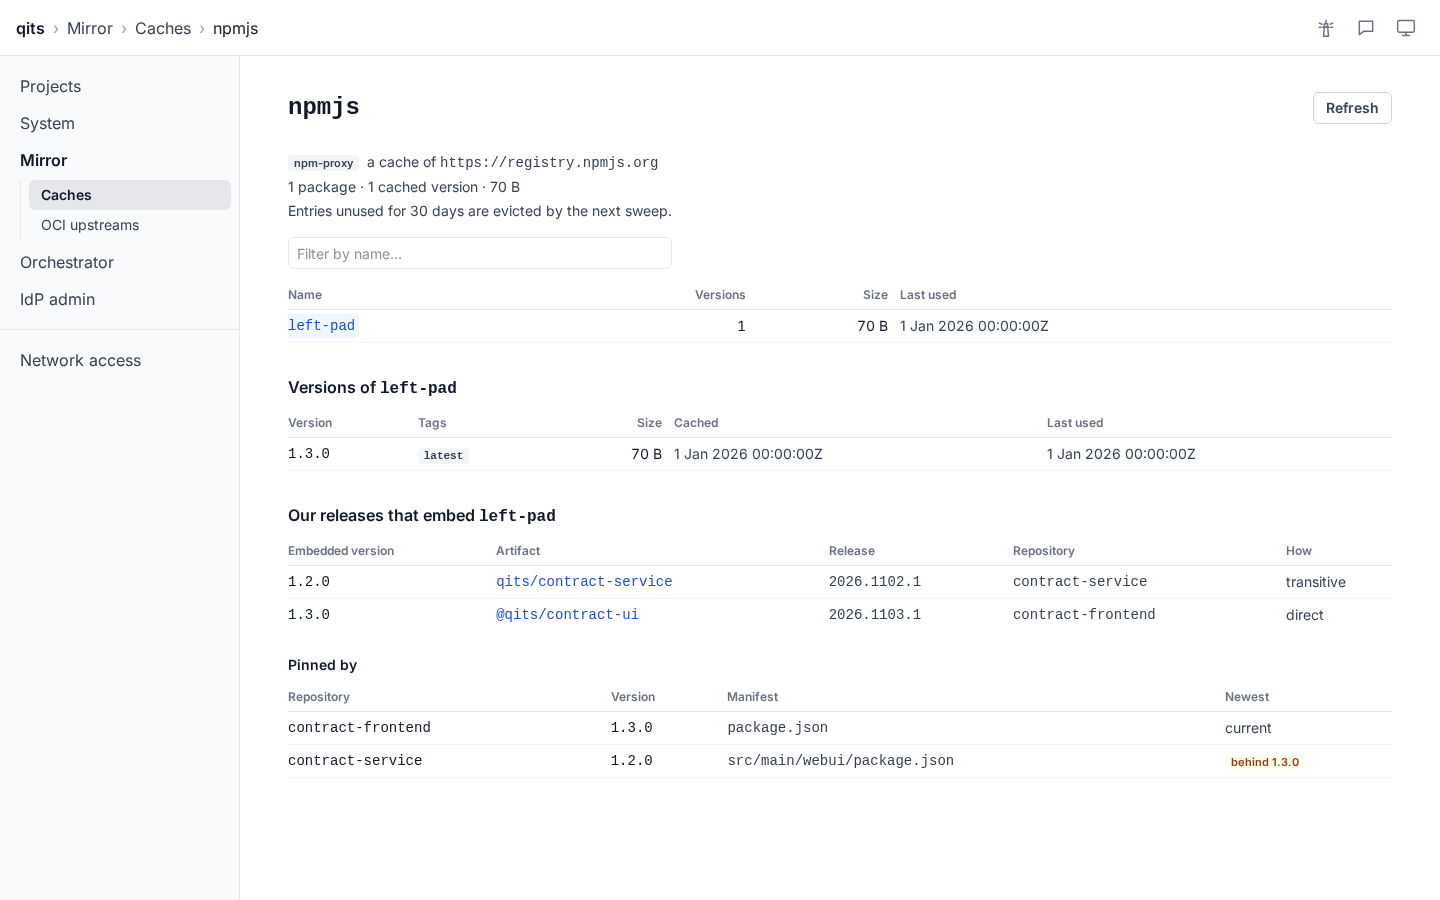 qits › Mirror › Caches › npmjs
Projects
System
Mirror
Caches
OCI upstreams
Orchestrator
IdP admin
Network access
npmjs
Refresh
npm-proxy a cache of https://registry.npmjs.org
1 package · 1 cached version · 70 B
Entries unused for 30 days are evicted by the next sweep.
Filter by name...
Name Versions Size Last used
left-pad 1 70 B 1 Jan 2026 00:00:00Z
Versions of left-pad
Version Tags Size Cached Last used
1.3.0 latest 70 B 1 Jan 2026 00:00:00Z 1 Jan 2026 00:00:00Z
Our releases that embed left-pad
Embedded version Artifact Release Repository How
1.2.0 qits/contract-service 2026.1102.1 contract-service transitive
1.3.0 @qits/contract-ui 2026.1103.1 contract-frontend direct
Pinned by
Repository Version Manifest Newest
contract-frontend 1.3.0 package.json current
contract-service 1.2.0 src/main/webui/package.json behind 1.3.0